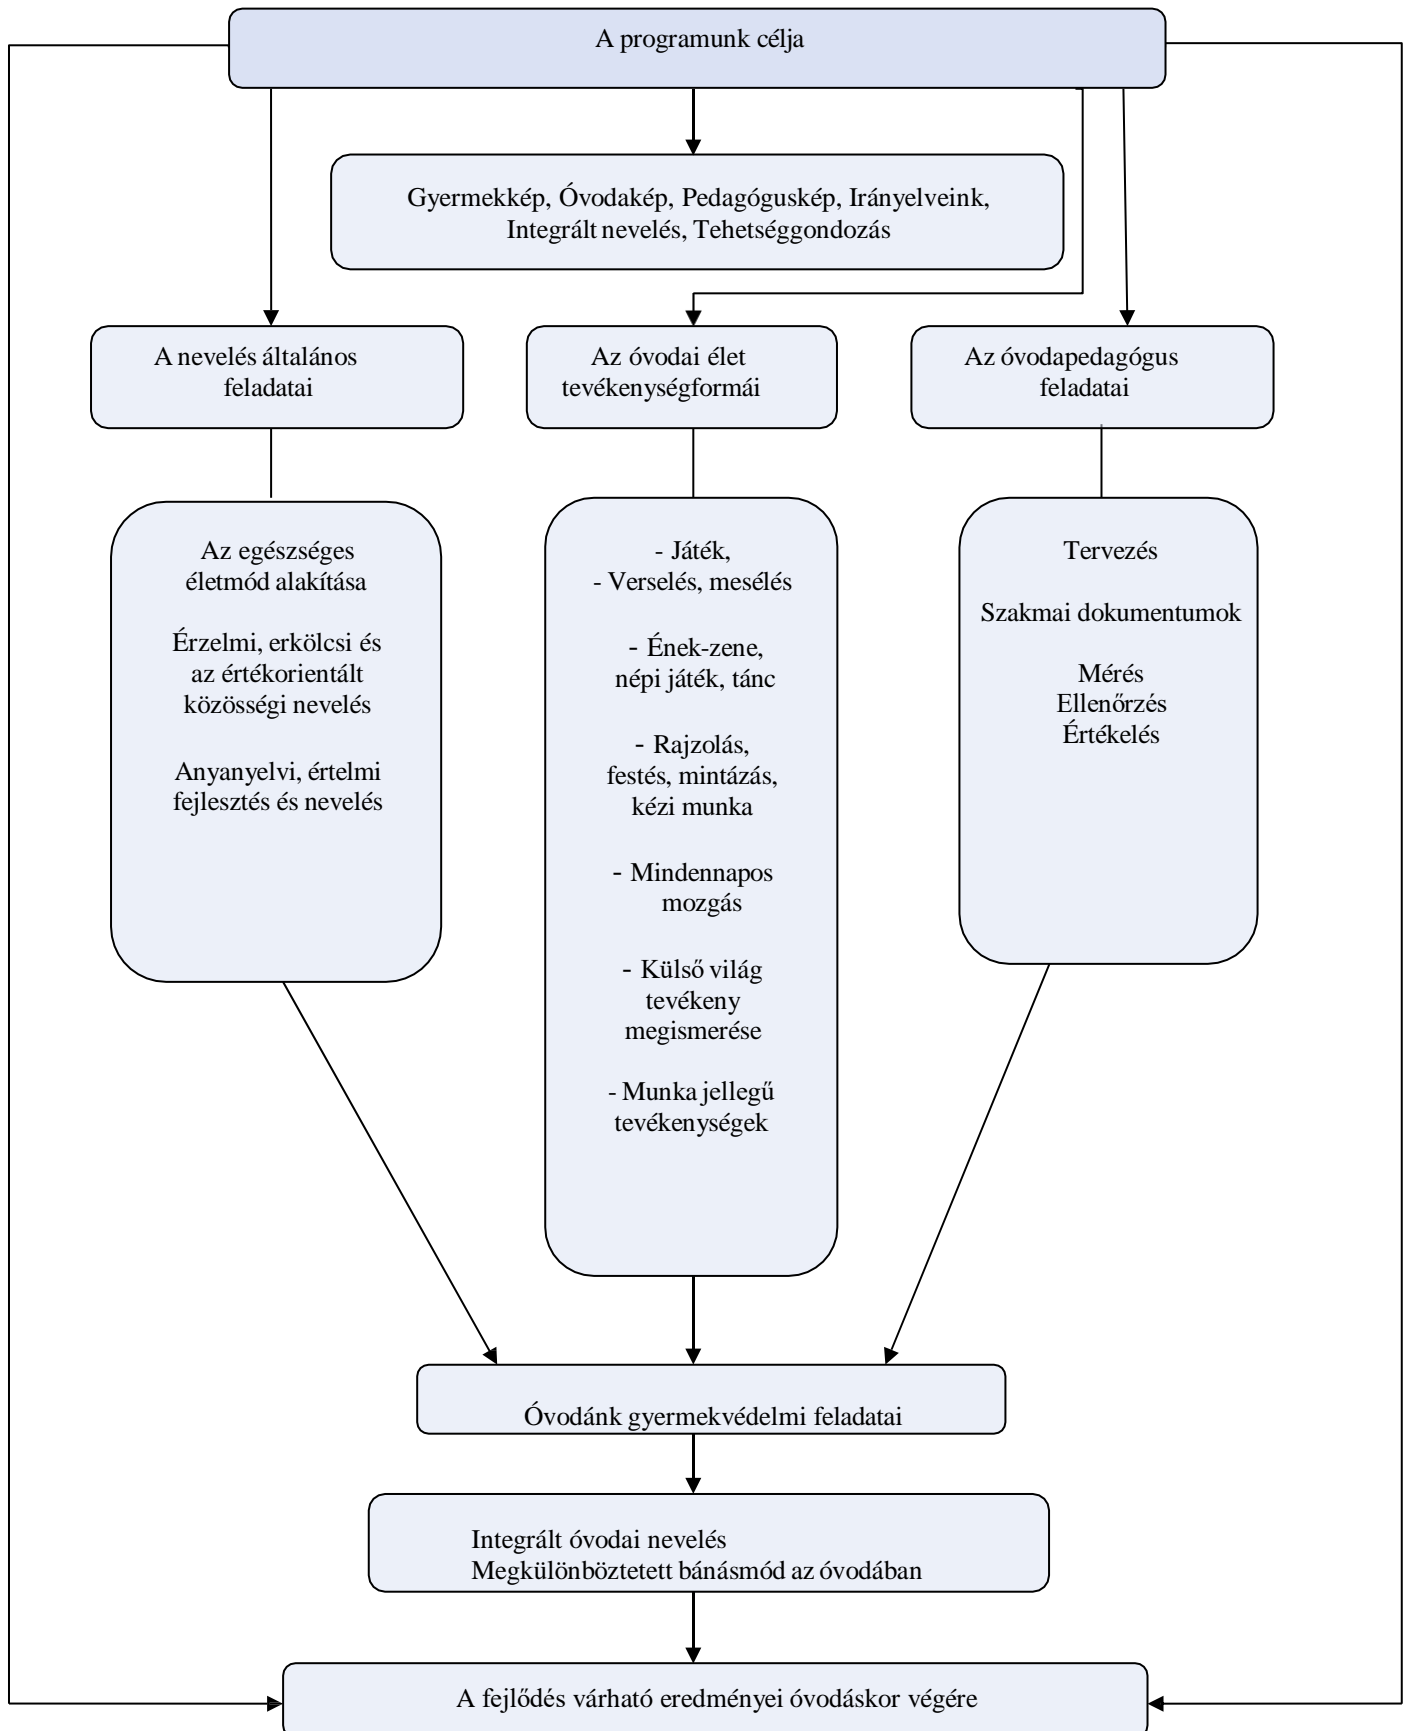 A programunk célja
Gyermekkép, Óvodakép, Pedagóguskép, Irányelveink,
Integrált nevelés, Tehetséggondozás
A nevelés általános
feladatai
Az óvodai élet
tevékenységformái
Az óvodapedagógus
feladatai
Az egészséges
életmód alakítása
Érzelmi, erkölcsi és
az értékorientált
közösségi nevelés
Anyanyelvi, értelmi
fejlesztés és nevelés
- Játék,
- Verselés, mesélés
- Ének-zene,
népi játék, tánc
- Rajzolás,
festés, mintázás,
kézi munka
- Mindennapos
mozgás
- Külső világ
tevékeny
megismerése
- Munka jellegű
tevékenységek
Tervezés
Szakmai dokumentumok
Mérés
Ellenőrzés
Értékelés
Óvodánk gyermekvédelmi feladatai
Integrált óvodai nevelés
Megkülönböztetett bánásmód az óvodában
A fejlődés várható eredményei óvodáskor végére